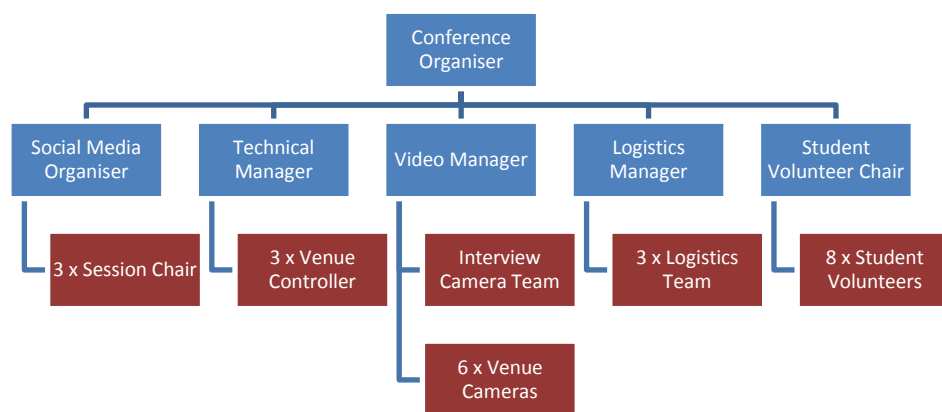 Conference
Organiser
Social Media
Organiser
Technical
Manager
Video Manager
Logistics
Manager
Student
Volunteer Chair
3 x Session Chair
3 x Venue
Controller
Interview
Camera Team
3 x Logistics
Team
8 x Student
Volunteers
6 x Venue
Cameras